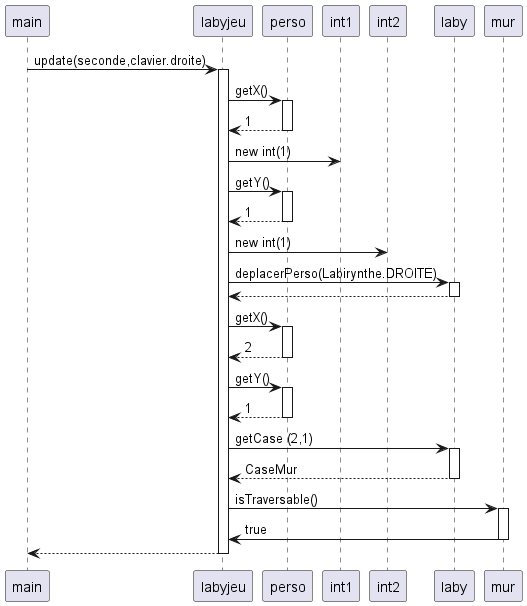 main labyjeu perso int1 int2 laby mur
update(seconde,clavier.droite)
getX()
1
new int(1)
getY()
1
new int(1)
deplacerPerso(Labirynthe.DROITE)
getX()
2
getY()
1
getCase (2,1)
CaseMur
isTraversable()
true
main labyjeu perso int1 int2 laby mur